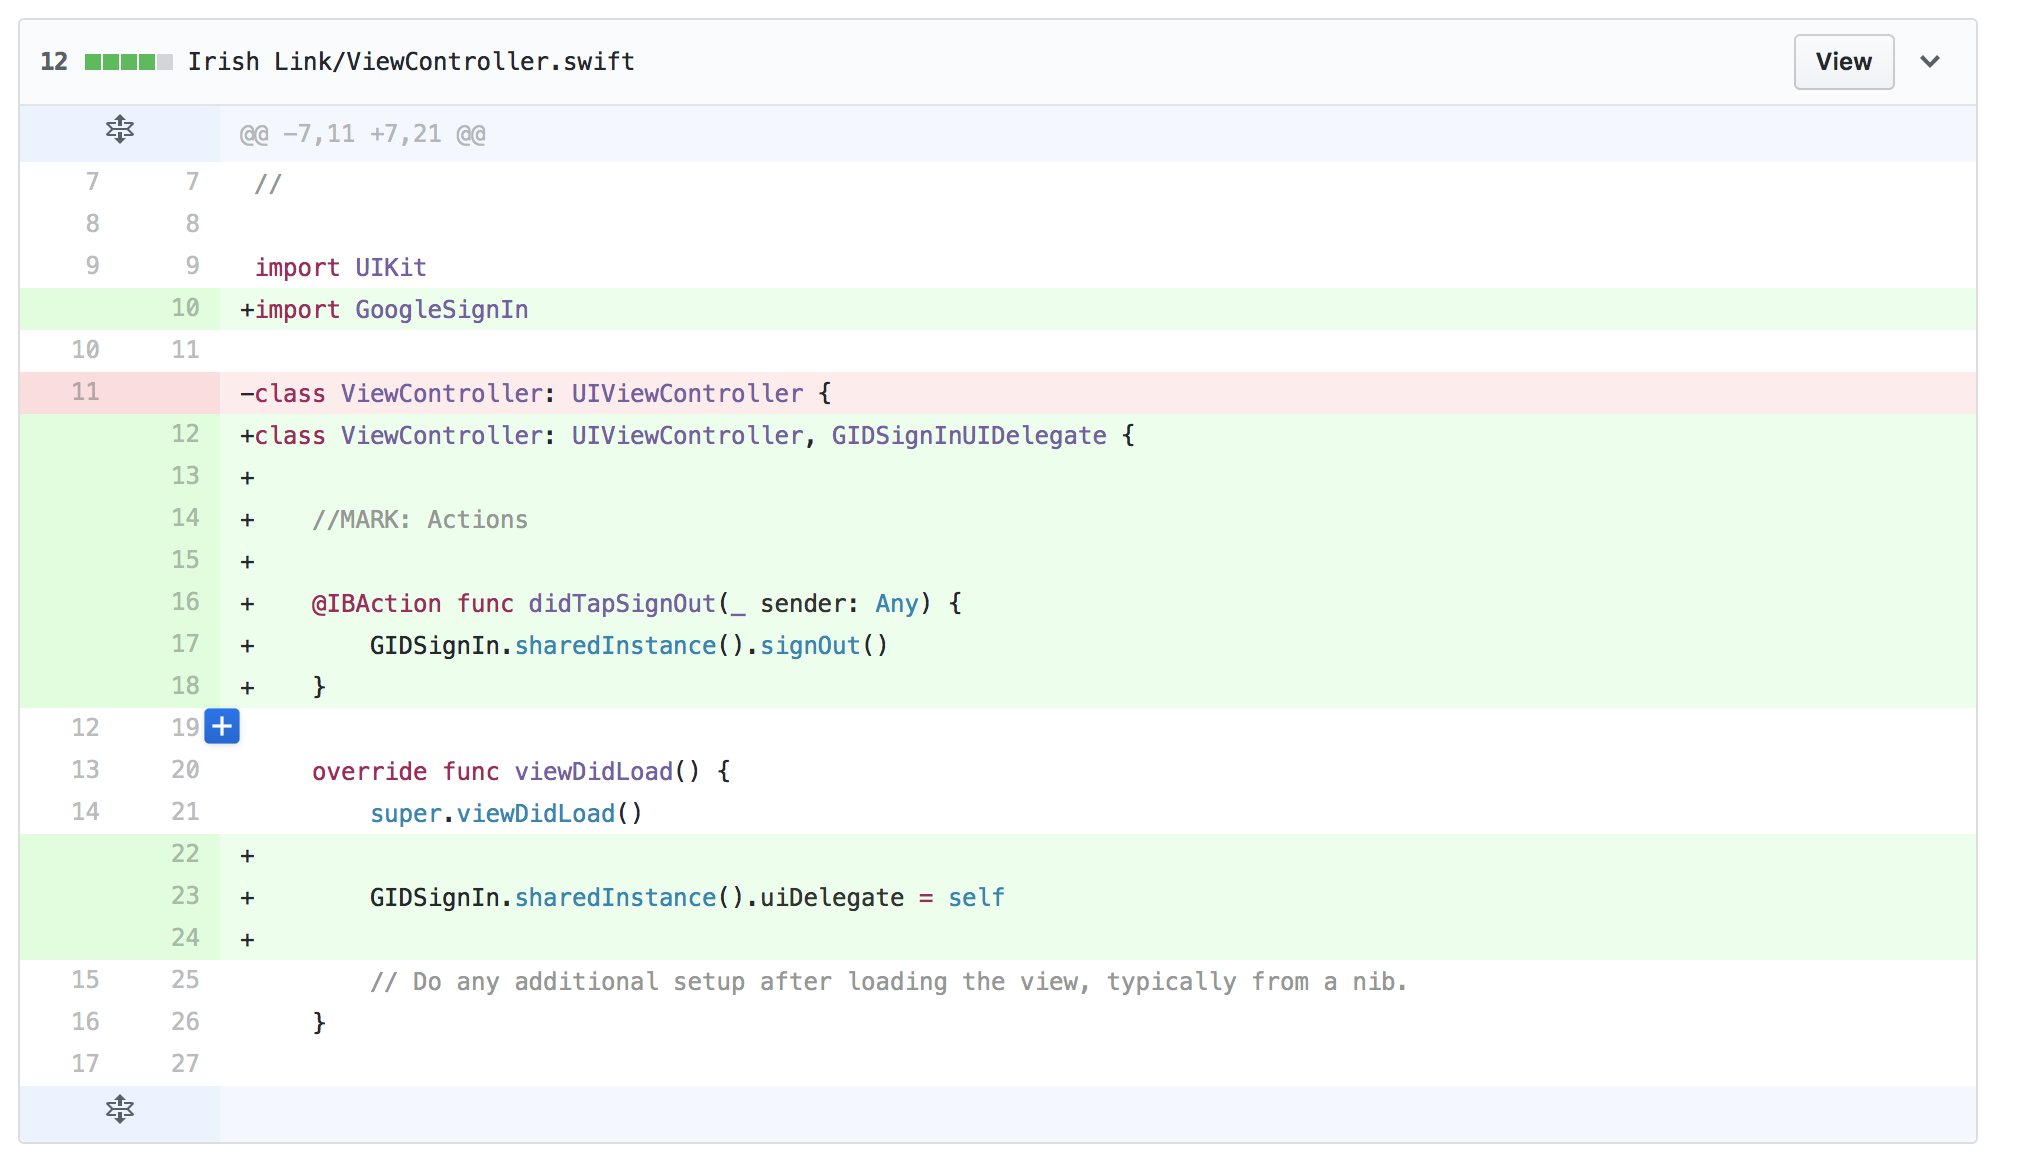 12 Irish Link/ViewController.swift View
@@ -7,11 +7,21 @@
7 7 //
8 8
9 9 import UIKit
10 +import GoogleSignIn
10 11
11 -class ViewController: UIViewController {
12 +class ViewController: UIViewController, GIDSignInUIDelegate {
13 +
14 + //MARK: Actions
15 +
16 + @IBAction func didTapSignOut(_ sender: Any) {
17 + GIDSignIn.sharedInstance().signOut()
18 + }
12 19 +
13 20 override func viewDidLoad() {
14 21 super.viewDidLoad()
22 +
23 + GIDSignIn.sharedInstance().uiDelegate = self
24 +
15 25 // Do any additional setup after loading the view, typically from a nib.
16 26 }
17 27